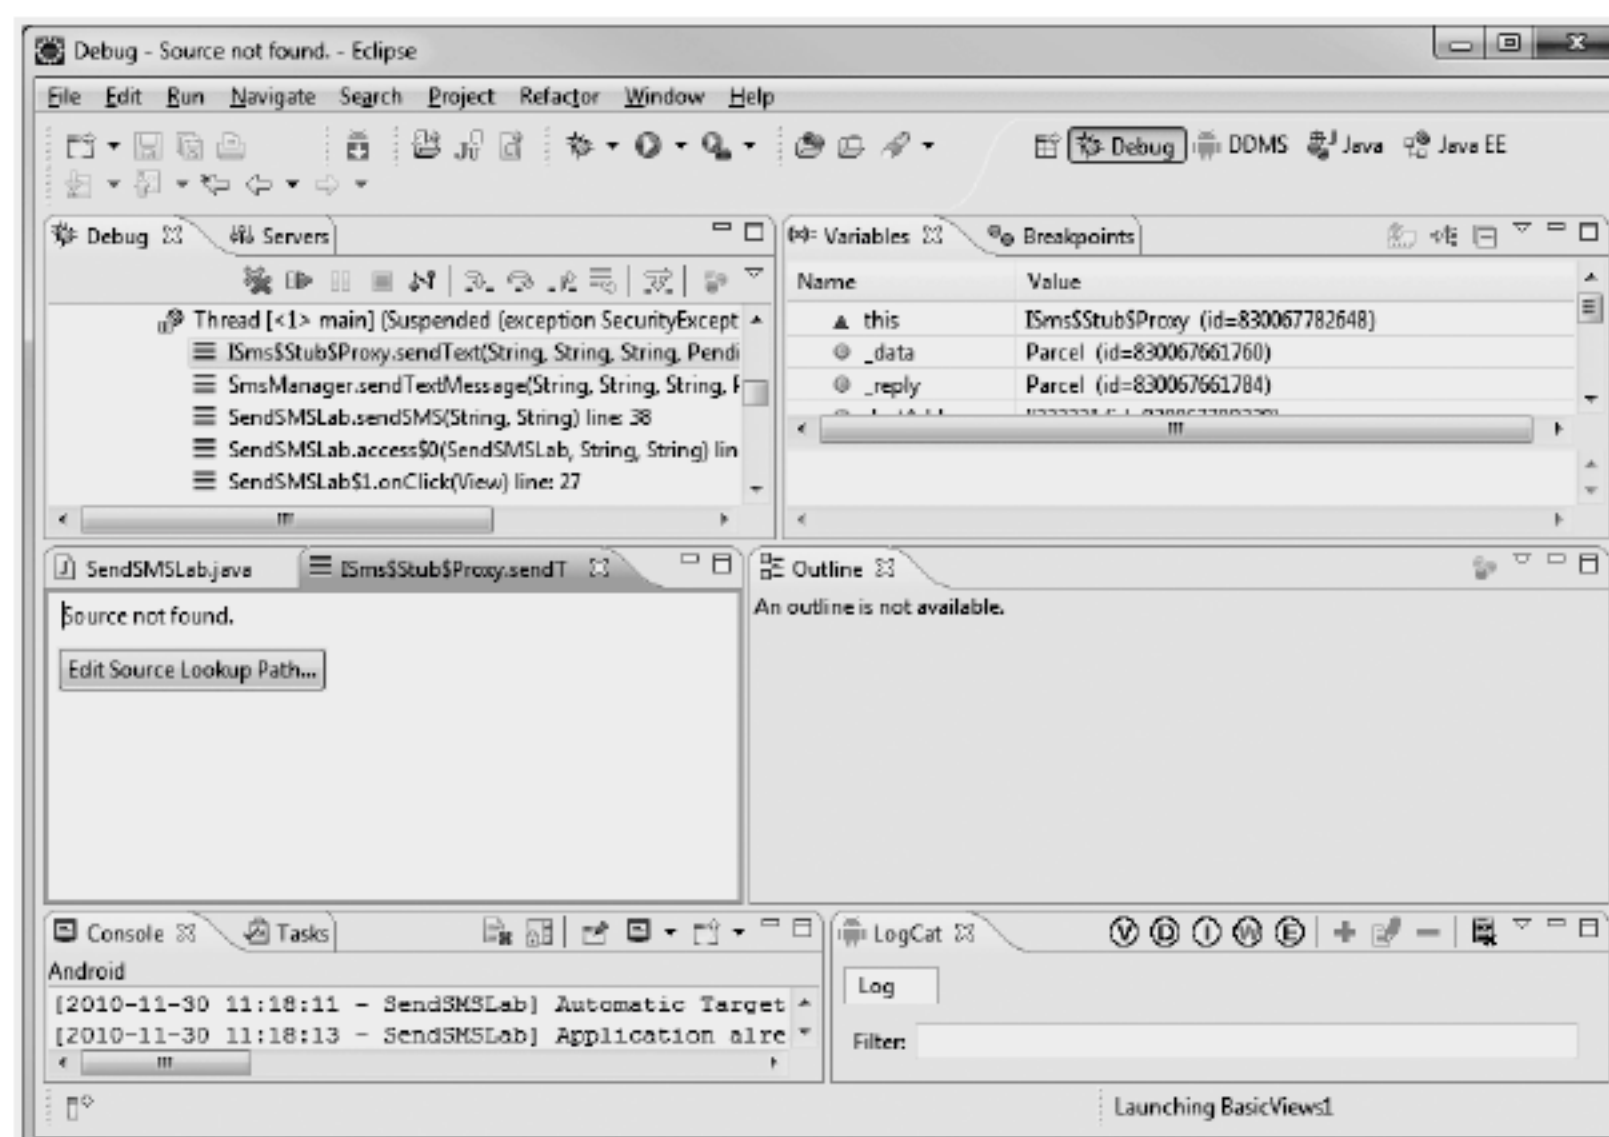 Debug - Source not found. - Eclipse
File Edit Run Navigate Search Project Refactor Window Help
Debug DDMS Java Java EE
Debug Servers
Variables Breakpoints
Name Value
Thread [<1> main] (Suspended (exception SecurityExcept
ISms$Stub$Proxy.sendText(String, String, String, Pendi
SmsManager.sendTextMessage(String, String, String, P
SendSMSLab.sendSMS(String, String) line: 38
SendSMSLab.access$0(SendSMSLab, String, String) lin
SendSMSLab$1.onClick(View) line: 27
this ISms$Stub$Proxy (id=830067782648)
_data Parcel (id=830067661760)
_reply Parcel (id=830067661784)
SendSMSLab.java ISms$Stub$Proxy.sendT
Source not found.
Edit Source Lookup Path...
Outline
An outline is not available.
Console Tasks
Android
[2010-11-30 11:18:11 - SendSMSLab] Automatic Target
[2010-11-30 11:18:13 - SendSMSLab] Application alre
LogCat
V D I W E
Log
Filter:
Launching BasicViews1